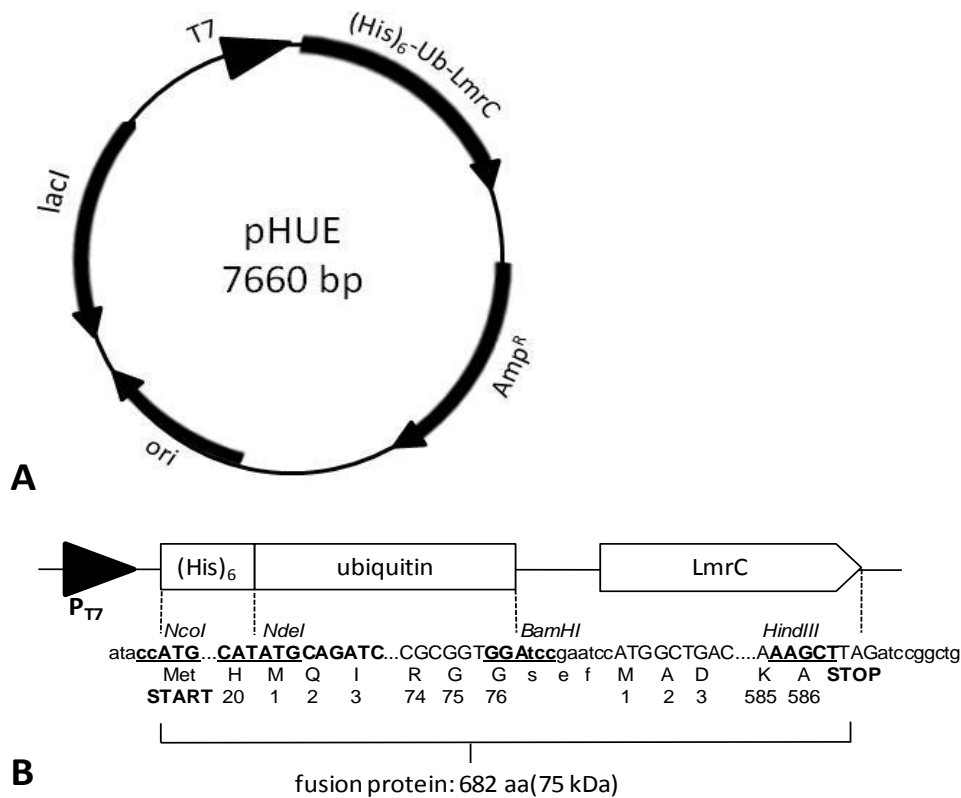 T7
(His)6-Ub-LmrC
lacI
pHUE
7660 bp
AmpR
ori
A
(His)6
ubiquitin
LmrC
PT7
NcoI
NdeI
BamHI
HindIII
ataccATG...CATATGCAGATC...CGCGGTGGAtccgaatccATGGCTGAC....AAAGCTTAGatccggctg
Met H M Q I R G G s e f M A D K A STOP
START 20 1 2 3 74 75 76 1 2 3 585 586
fusion protein: 682 aa(75 kDa)
B